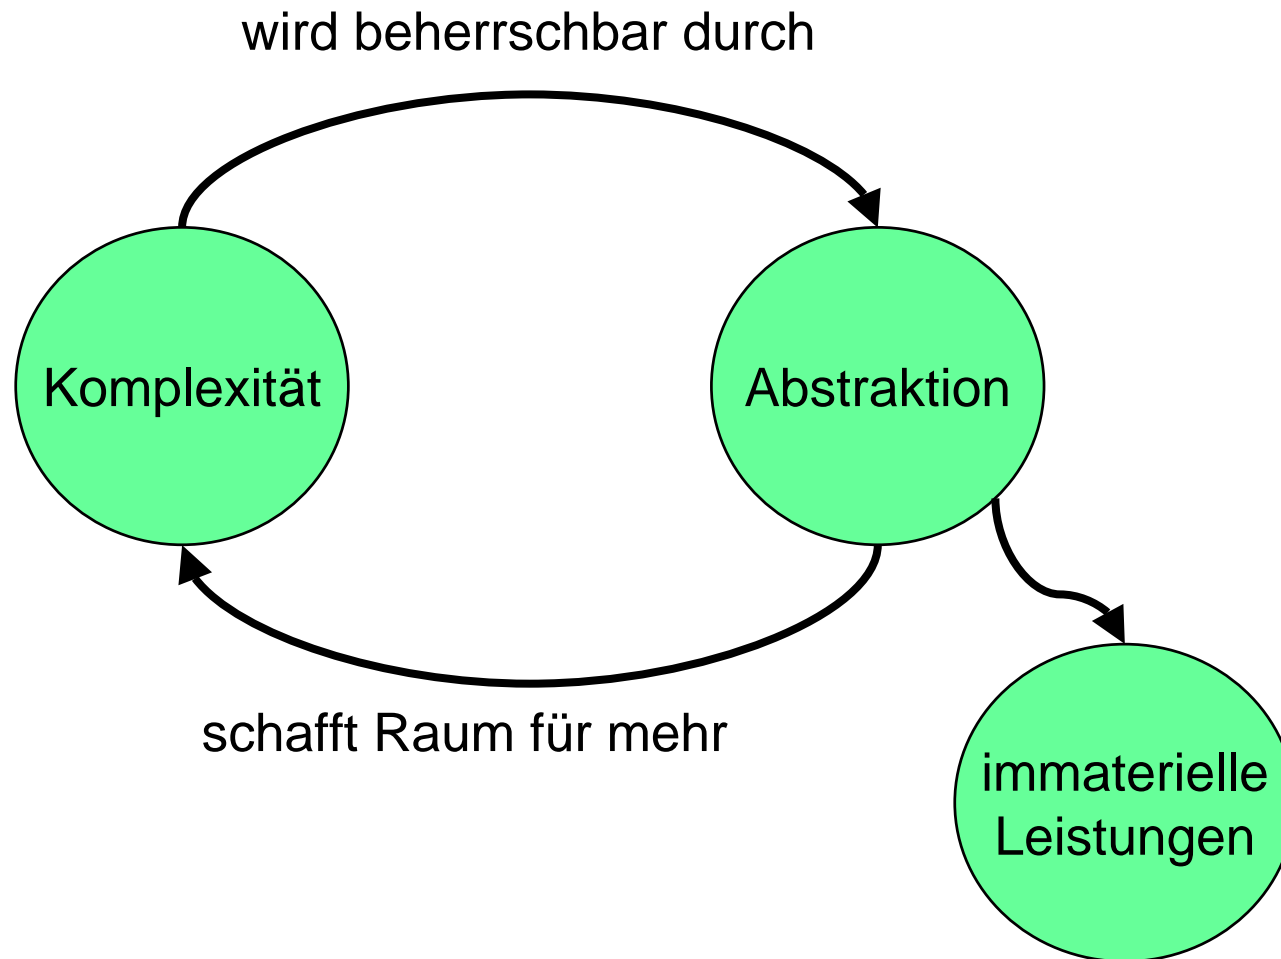 wird beherrschbar durch
Komplexität
Abstraktion
schafft Raum für mehr
immaterielle
Leistungen